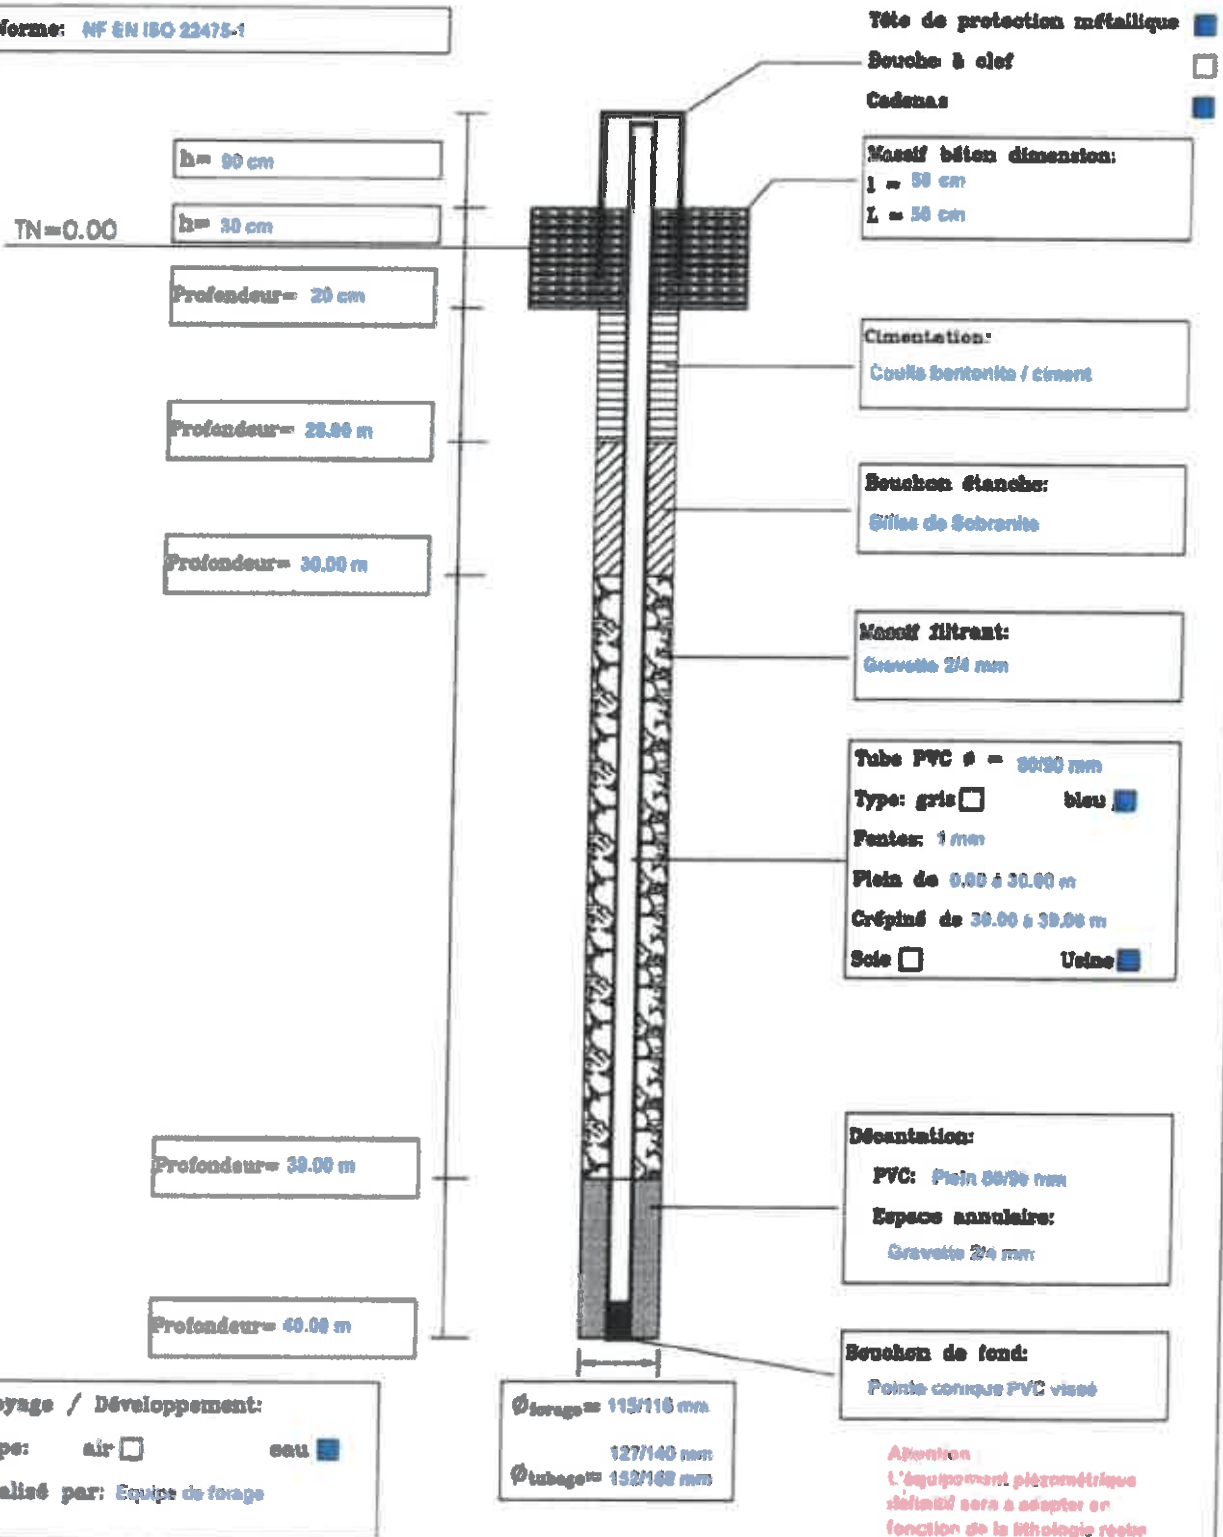 orme: NF EN ISO 22475-1
Tête de protection métallique
Bouche à clef
Cadenas
h= 90 cm
Massif béton dimension:
l = 50 cm
L = 50 cm
TN=0.00
h= 30 cm
Profondeur= 20 cm
Cimentation:
Coulis bentonite / ciment
Profondeur= m
Bouchon étanche:
Billes de Sobranite
Profondeur= 30.00 m
Massif filtrant:
Gravette 2/4 mm
Tube PVC ø = 80/90 mm
Type: gris bleu
Fentes: 1 mm
Plein de 0.00 à 30.00 m
Crépiné de 30.00 à 39.00 m
Scie Usine
Décantation:
PVC: Plein 80/90 mm
Espace annulaire:
Gravette 2/4 mm
Profondeur= 39.00 m
Profondeur= 40.00 m
Bouchon de fond:
Pointe conique PVC vissé
oyage / Développement:
pe: air eau
alisé par: Equipe de forage
Øforage= 115/116 mm
127/140 mm
Øtubage= mm
Attention
L'équipement piézométrique
définitif sera à adapter en
fonction de la lithologie réelle